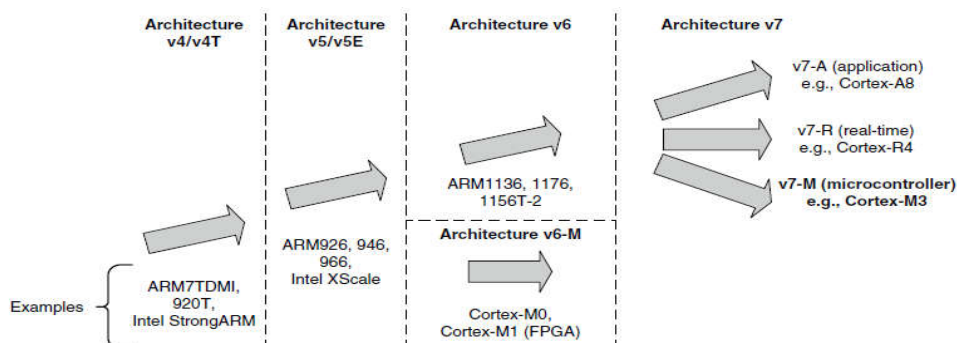 Architecture
v4/v4T
Architecture
v5/v5E
Architecture v6
Architecture v7
v7-A (application)
e.g., Cortex-A8
v7-R (real-time)
e.g., Cortex-R4
v7-M (microcontroller)
e.g., Cortex-M3
ARM1136, 1176,
1156T-2
Architecture v6-M
ARM926, 946,
966,
Intel XScale
Examples
ARM7TDMI,
920T,
Intel StrongARM
Cortex-M0,
Cortex-M1 (FPGA)